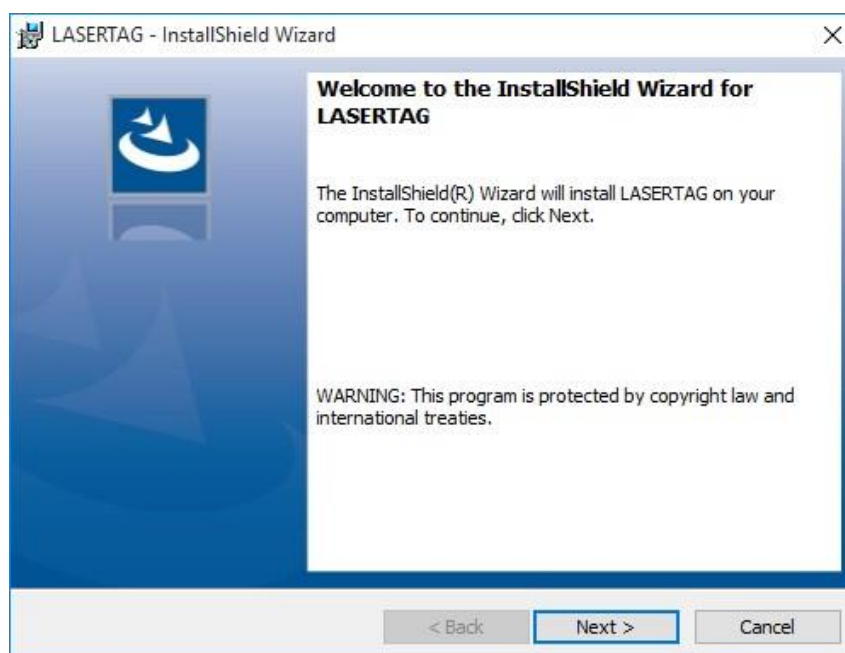 LASERTAG - InstallShield Wizard
Welcome to the InstallShield Wizard for
LASERTAG
The InstallShield(R) Wizard will install LASERTAG on your
computer. To continue, click Next.
WARNING: This program is protected by copyright law and
international treaties.
< Back
Next >
Cancel